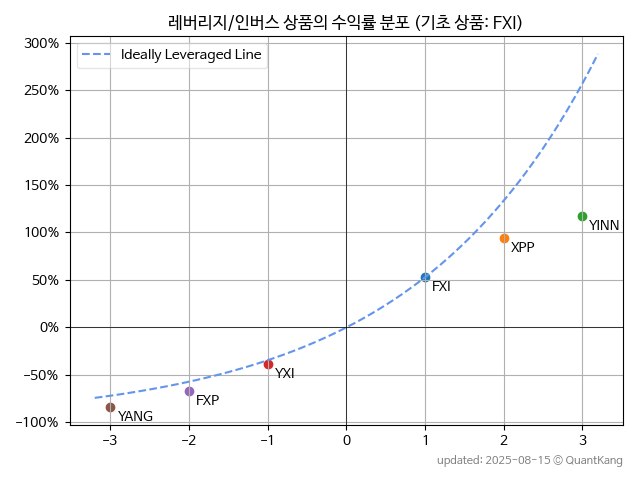 레버리지/인버스 상품의 수익률 분포 (기초 상품: FXI)
300%
250%
200%
150%
100%
50%
0%
−50%
−100%
Ideally Leveraged Line
YINN
XPP
FXI
YXI
FXP
YANG
−3 −2 −1 0 1 2 3
updated: 2025-08-15 © QuantKang